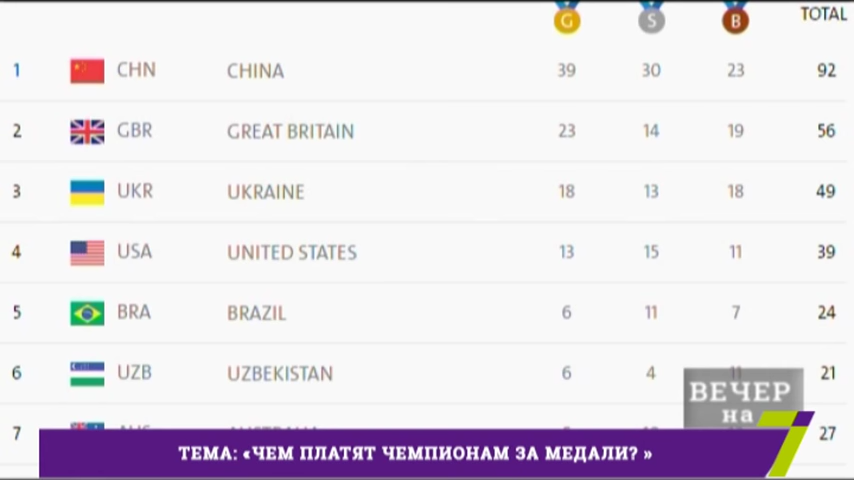 G S B TOTAL
1 CHN CHINA 39 30 23 92
2 GBR GREAT BRITAIN 23 14 19 56
3 UKR UKRAINE 18 13 18 49
4 USA UNITED STATES 13 15 11 39
5 BRA BRAZIL 6 11 7 24
6 UZB UZBEKISTAN 6 4 11 21
7 27
ВЕЧЕР
на 7
ТЕМА: «ЧЕМ ПЛАТЯТ ЧЕМПИОНАМ ЗА МЕДАЛИ? »